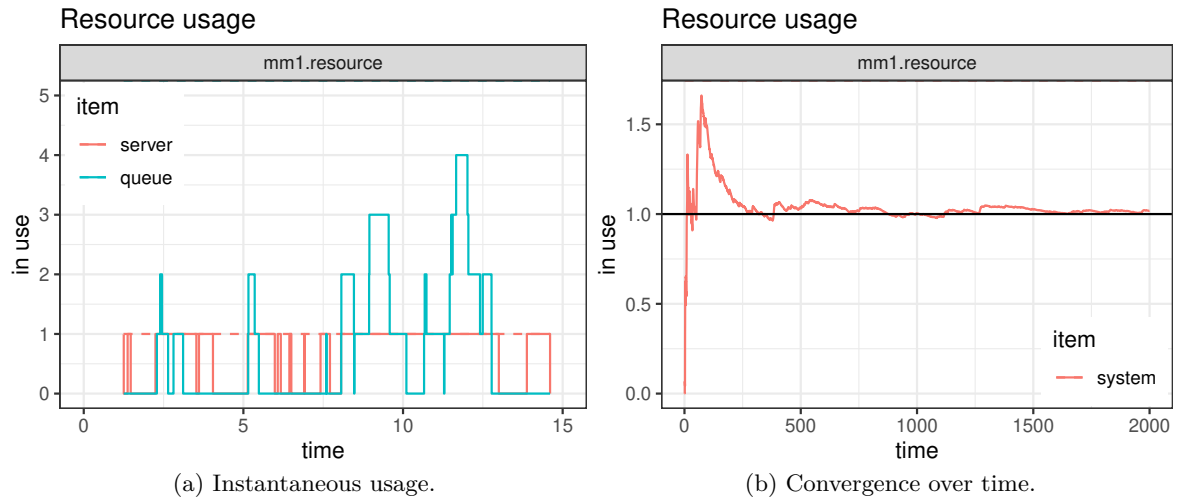 Resource usage
mm1.resource
5
4
3
2
1
0
in use
item
server
queue
0 5 10 15
time
(a) Instantaneous usage.
Resource usage
mm1.resource
1.5
1.0
0.5
0.0
in use
item
system
0 500 1000 1500 2000
time
(b) Convergence over time.